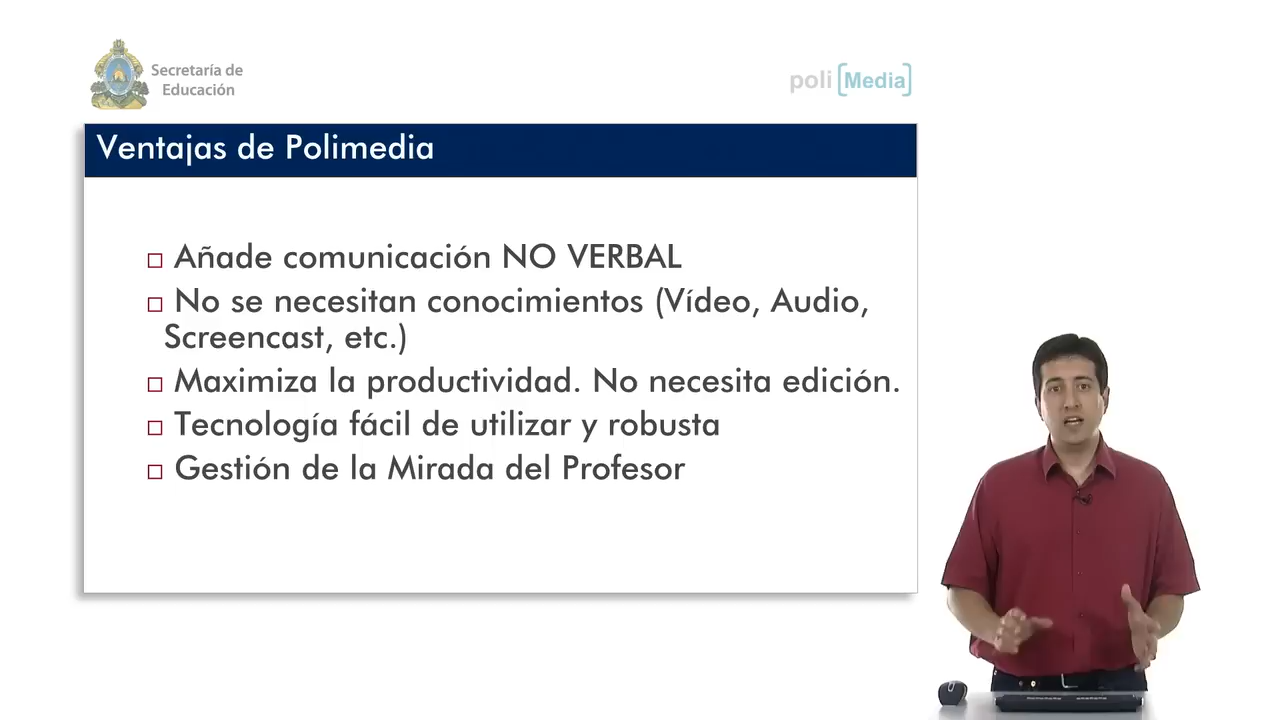 Secretaría de
Educación
poli [Media]
Ventajas de Polimedia
Añade comunicación NO VERBAL
No se necesitan conocimientos (Vídeo, Audio,
Screencast, etc.)
Maximiza la productividad. No necesita edición.
Tecnología fácil de utilizar y robusta
Gestión de la Mirada del Profesor